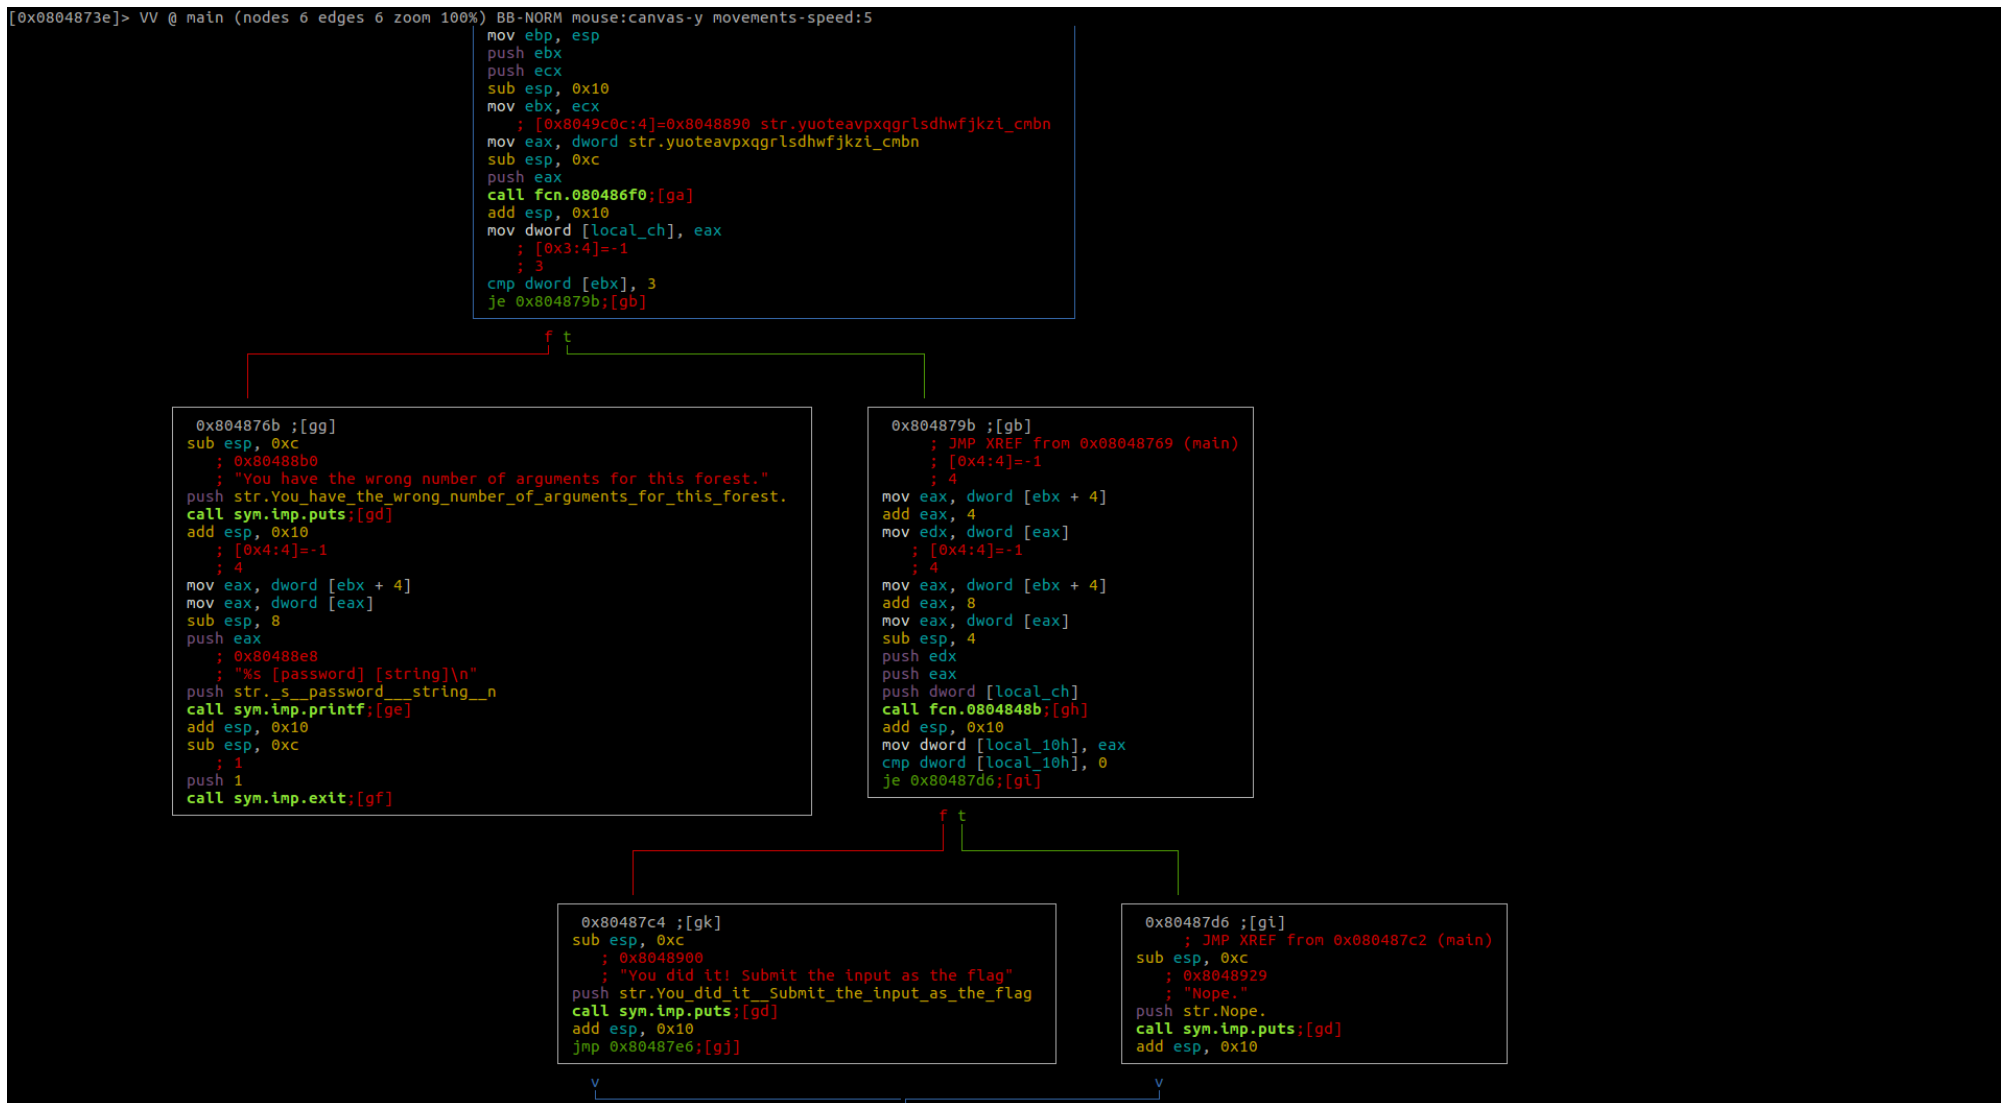 [0x0804873e]> VV @ main (nodes 6 edges 6 zoom 100%) BB-NORM mouse:canvas-y movements-speed:5
mov ebp, esp
push ebx
push ecx
sub esp, 0x10
mov ebx, ecx
; [0x8049c0c:4]=0x8048890 str.yuoteavpxqgrlsdhwfjkzi_cmbn
mov eax, dword str.yuoteavpxqgrlsdhwfjkzi_cmbn
sub esp, 0xc
push eax
call fcn.080486f0;[ga]
add esp, 0x10
mov dword [local_ch], eax
; [0x3:4]=-1
; 3
cmp dword [ebx], 3
je 0x804879b;[gb]
f t
0x804876b ;[gg]
sub esp, 0xc
; 0x80488b0
; "You have the wrong number of arguments for this forest."
push str.You_have_the_wrong_number_of_arguments_for_this_forest.
call sym.imp.puts;[gd]
add esp, 0x10
; [0x4:4]=-1
; 4
mov eax, dword [ebx + 4]
mov eax, dword [eax]
sub esp, 8
push eax
; 0x80488e8
; "%s [password] [string]\n"
push str._s__password___string__n
call sym.imp.printf;[ge]
add esp, 0x10
sub esp, 0xc
; 1
push 1
call sym.imp.exit;[gf]
0x804879b ;[gb]
; JMP XREF from 0x08048769 (main)
; [0x4:4]=-1
; 4
mov eax, dword [ebx + 4]
add eax, 4
mov edx, dword [eax]
; [0x4:4]=-1
; 4
mov eax, dword [ebx + 4]
add eax, 8
mov eax, dword [eax]
sub esp, 4
push edx
push eax
push dword [local_ch]
call fcn.0804848b;[gh]
add esp, 0x10
mov dword [local_10h], eax
cmp dword [local_10h], 0
je 0x80487d6;[gi]
f t
0x80487c4 ;[gk]
sub esp, 0xc
; 0x8048900
; "You did it! Submit the input as the flag"
push str.You_did_it__Submit_the_input_as_the_flag
call sym.imp.puts;[gd]
add esp, 0x10
jmp 0x80487e6;[gj]
0x80487d6 ;[gi]
; JMP XREF from 0x080487c2 (main)
sub esp, 0xc
; 0x8048929
; "Nope."
push str.Nope.
call sym.imp.puts;[gd]
add esp, 0x10
v v